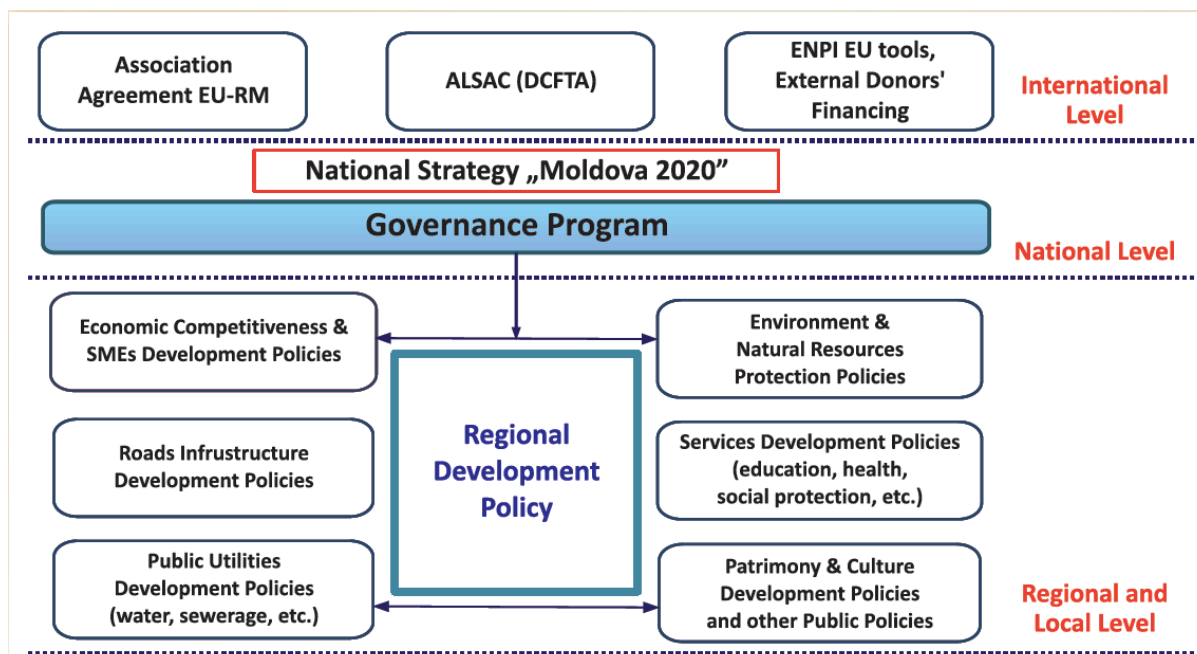 Association
Agreement EU-RM
ALSAC (DCFTA)
ENPI EU tools,
External Donors'
Financing
International
Level
National Strategy „Moldova 2020”
Governance Program
National Level
Economic Competitiveness &
SMEs Development Policies
Environment &
Natural Resources
Protection Policies
Roads Infrustructure
Development Policies
Regional
Development
Policy
Services Development Policies
(education, health,
social protection, etc.)
Public Utilities
Development Policies
(water, sewerage, etc.)
Patrimony & Culture
Development Policies
and other Public Policies
Regional and
Local Level